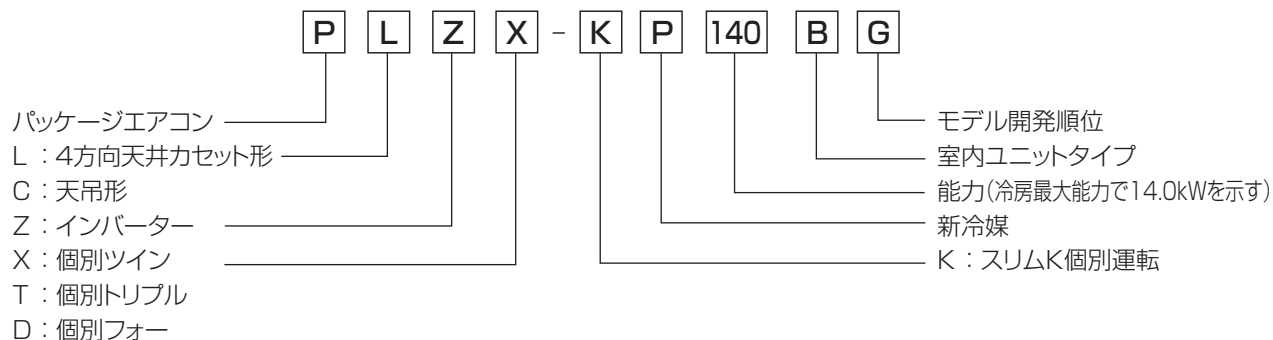 P L Z X - K P 140 B G
パッケージエアコン
L：4方向天井カセット形
C：天吊形
Z：インバーター
X：個別ツイン
T：個別トリプル
D：個別フォー
モデル開発順位
室内ユニットタイプ
能力（冷房最大能力で14.0kWを示す）
新冷媒
K：スリムK個別運転